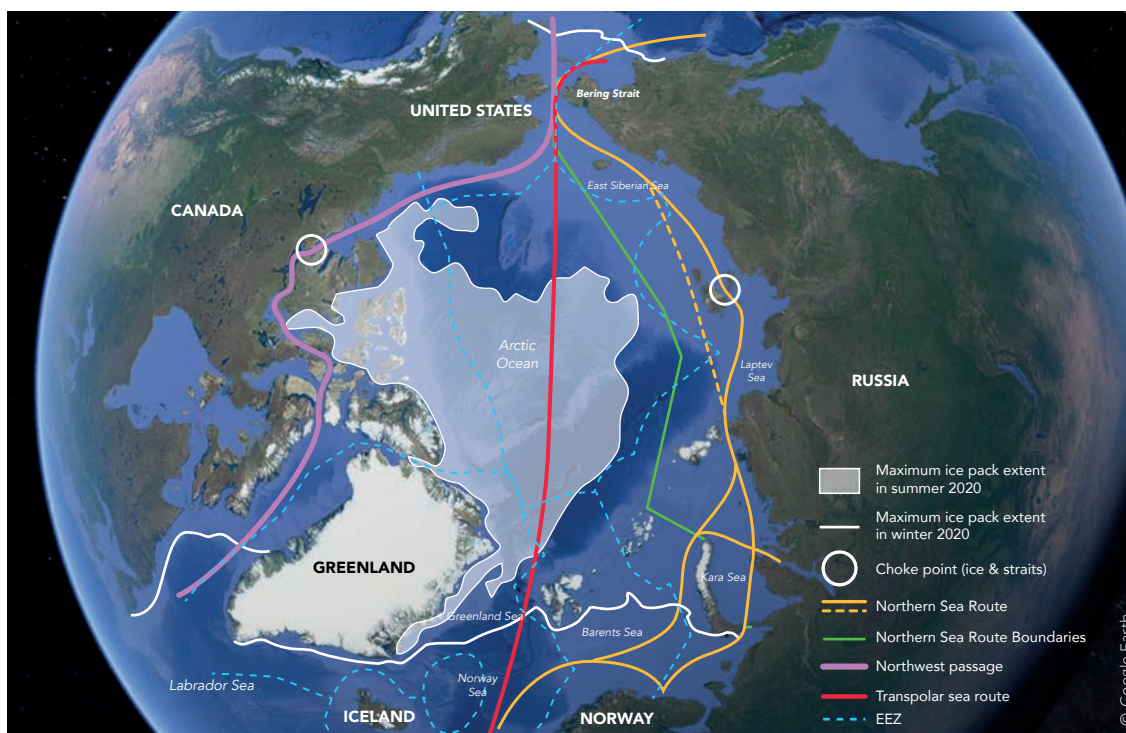 Bering Strait
UNITED STATES
East Siberian Sea
CANADA
Arctic
Ocean
Laptev
Sea
RUSSIA
Maximum ice pack extent
in summer 2020
Maximum ice pack extent
in winter 2020
GREENLAND
Kara Sea
Choke point (ice & straits)
Northern Sea Route
Greenland Sea
Barents Sea
Northern Sea Route Boundaries
Northwest passage
Labrador Sea
Norway
Sea
Transpolar sea route
ICELAND
NORWAY
EEZ
© Google Earth